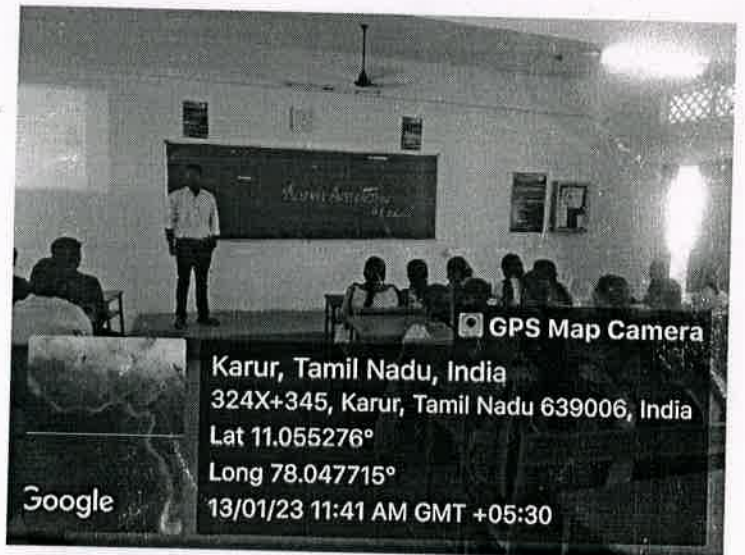 GPS Map Camera
Karur, Tamil Nadu, India
324X+345, Karur, Tamil Nadu 639006, India
Lat 11.055276°
Long 78.047715°
13/01/23 11:41 AM GMT +05:30
Google